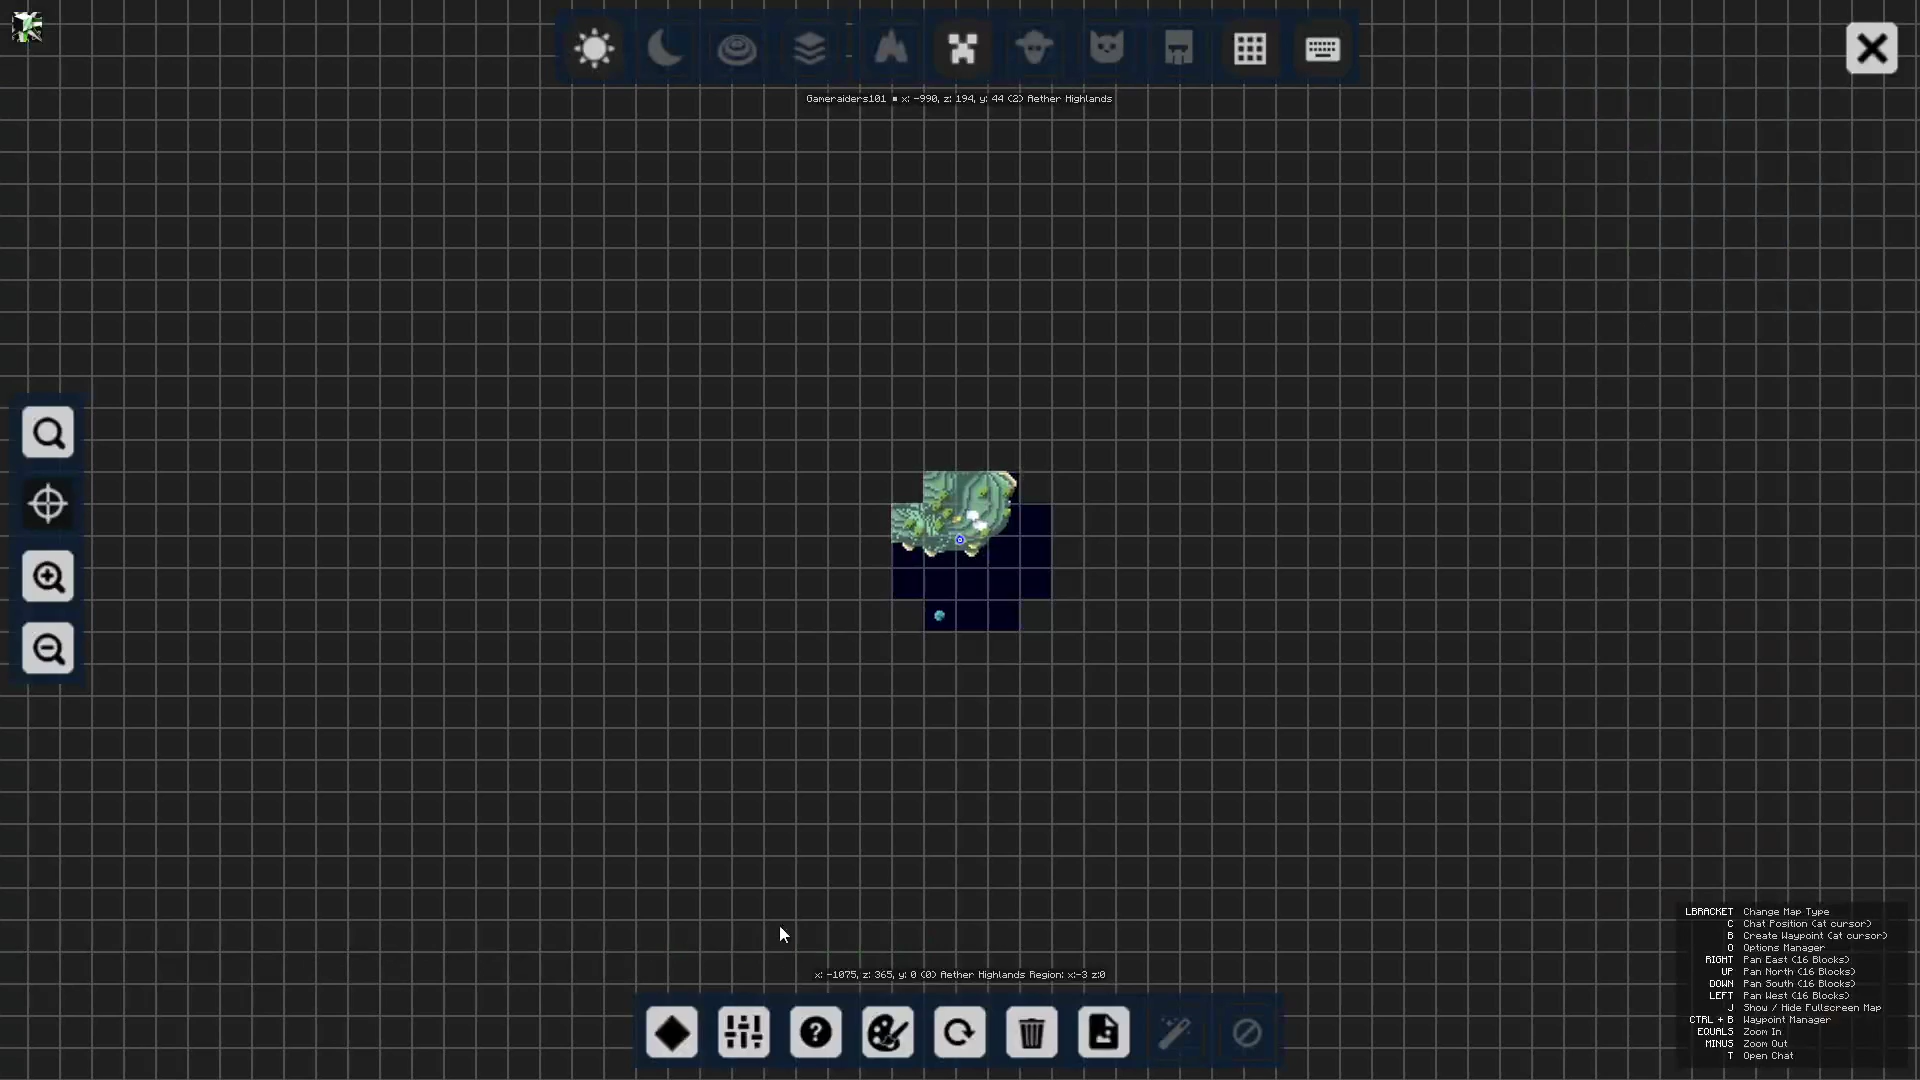 Gameraiders101 ▪ x: -990, z: 194, y: 44 (2) Aether Highlands
x: -1075, z: 365, y: 0 (0) Aether Highlands Region: x:-3 z:0
LBRACKET Change Map Type
C Chat Position (at cursor)
B Create Waypoint (at cursor)
O Options Manager
RIGHT Pan East (16 Blocks)
UP Pan North (16 Blocks)
DOWN Pan South (16 Blocks)
LEFT Pan West (16 Blocks)
J Show / Hide Fullscreen Map
CTRL + B Waypoint Manager
EQUALS Zoom In
MINUS Zoom Out
T Open Chat